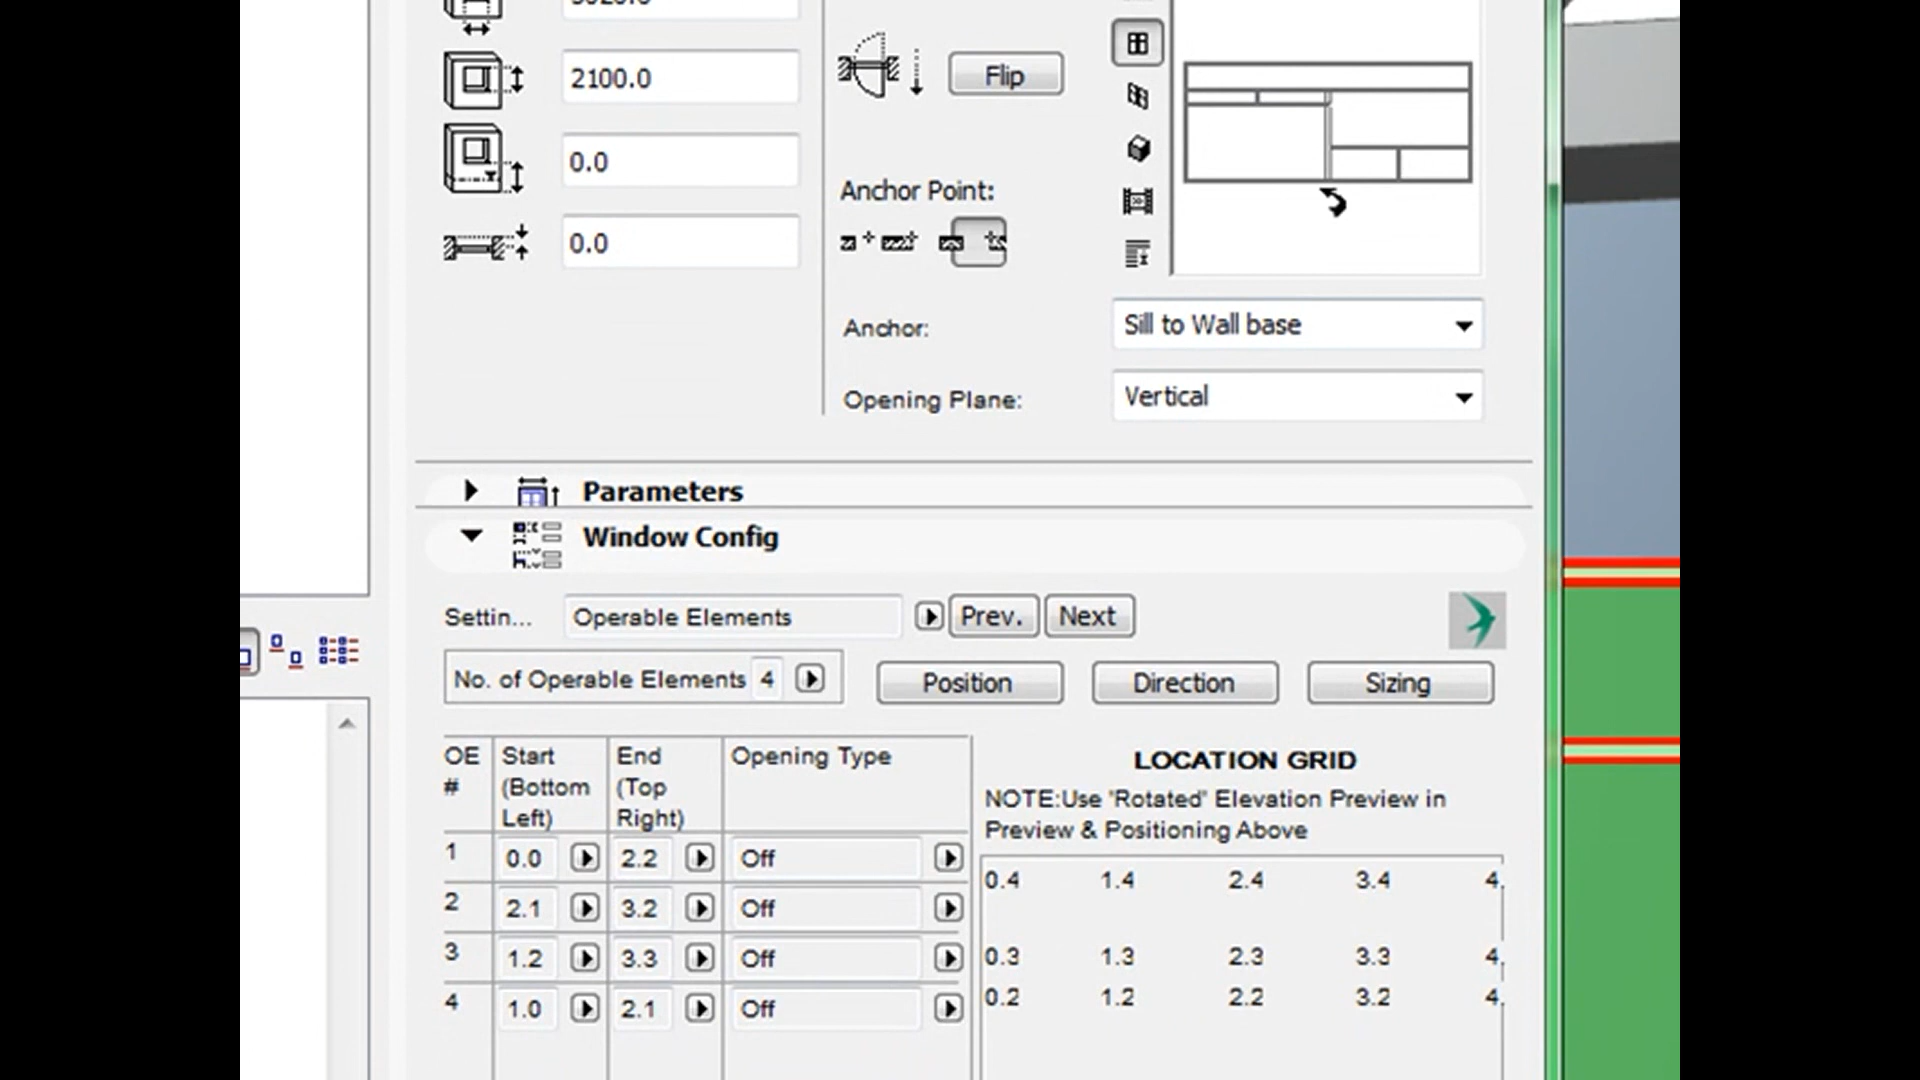 2100.0
Flip
0.0
Anchor Point:
0.0
Anchor:
Sill to Wall base
Opening Plane:
Vertical
Parameters
Window Config
Settin...
Operable Elements
Prev.
Next
No. of Operable Elements 4
Position
Direction
Sizing
OE #
Start (Bottom Left)
End (Top Right)
Opening Type
LOCATION GRID
NOTE:Use 'Rotated' Elevation Preview in
Preview & Positioning Above
1 0.0 2.2 Off
2 2.1 3.2 Off
3 1.2 3.3 Off
4 1.0 2.1 Off
0.4 1.4 2.4 3.4 4.
0.3 1.3 2.3 3.3 4.
0.2 1.2 2.2 3.2 4.